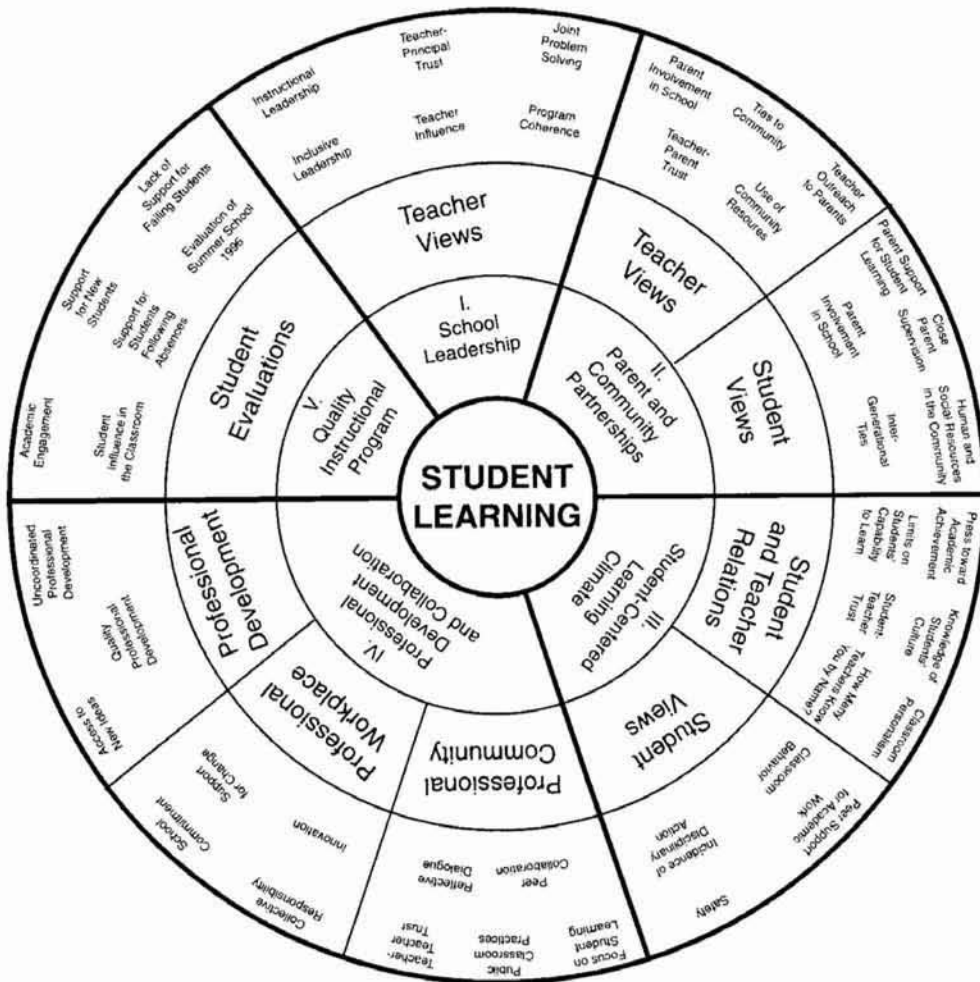 STUDENT
LEARNING
I.
School
Leadership
Teacher
Views
Instructional
Leadership
Teacher-
Principal
Trust
Joint
Problem
Solving
Inclusive
Leadership
Teacher
Influence
Program
Coherence
II.
Parent and
Community
Partnerships
Teacher
Views
Parent
Involvement
in School
Ties to
Community
Teacher
Outreach
to Parents
Teacher-
Parent
Trust
Use of
Community
Resoures
Student
Views
Parent Support
for Student
Learning
Close
Parent
Supervision
Parent
Involvement
in School
Human and
Social Resources
in the Community
Inter-
Generational
Ties
III.
Student-Centered
Learning
Climate
Student
and Teacher
Relations
Press toward
Academic
Achievement
Limits on
Students'
Capability
to Learn
Knowledge of
Students'
Culture
Student-
Teacher
Trust
How Many
Teachers Know
You by Name?
Classroom
Personalism
Student
Views
Classroom
Behavior
Peer Support
for Academic
Work
Incidence of
Disciplinary
Action
Safety
IV.
Professional
Development
and Collaboration
Professional
Community
Focus on
Student
Learning
Peer
Collaboration
Public
Classroom
Practices
Reflective
Dialogue
Teacher-
Teacher
Trust
Professional
Workplace
Collective
Responsibility
Innovation
School
Commitment
Support
for Change
Professional
Development
Access to
New Ideas
Quality
Professional
Development
Uncoordinated
Professional
Development
V.
Quality
Instructional
Program
Student
Evaluations
Academic
Engagement
Student
Influence in
the Classroom
Support
for New
Students
Support for
Students
Following
Absences
Lack of
Support for
Failing Students
Evaluation of
Summer School
1996